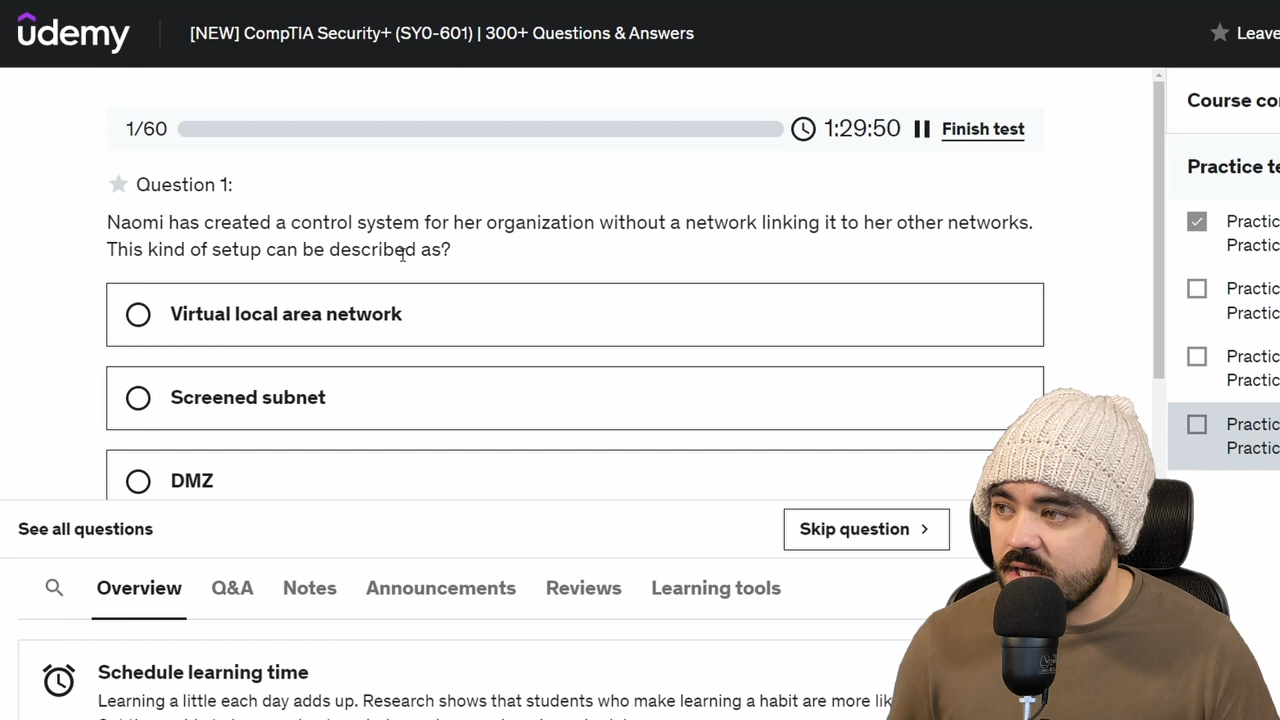 udemy
[NEW] CompTIA Security+ (SY0-601) | 300+ Questions & Answers
Leave
1/60
1:29:50
Finish test
Question 1:
Naomi has created a control system for her organization without a network linking it to her other networks.
This kind of setup can be described as?
Virtual local area network
Screened subnet
DMZ
See all questions
Skip question
Course co
Practice te
Practic
Practic
Practic
Practic
Practic
Practic
Practic
Practic
Overview Q&A Notes Announcements Reviews Learning tools
Schedule learning time
Learning a little each day adds up. Research shows that students who make learning a habit are more lik